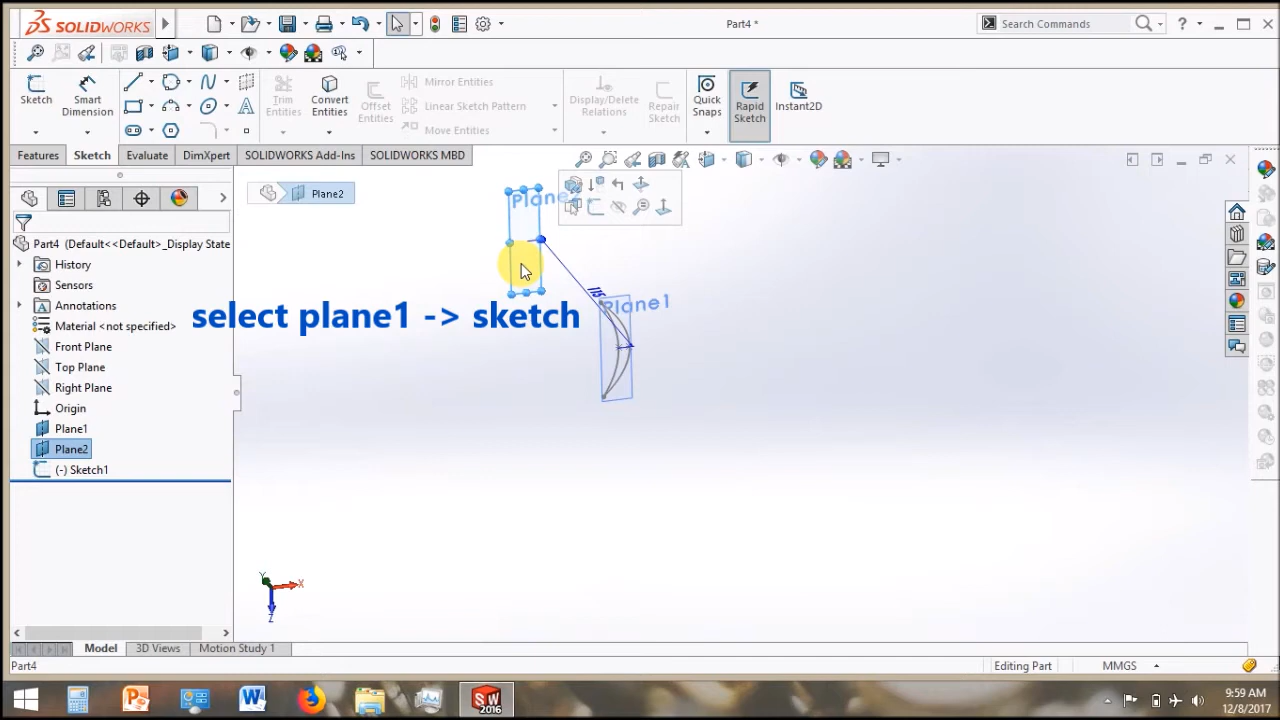 SOLIDWORKS
Part4 *
Search Commands
Sketch
Smart Dimension
Trim Entities
Convert Entities
Offset Entities
Mirror Entities
Linear Sketch Pattern
Move Entities
Display/Delete Relations
Repair Sketch
Quick Snaps
Rapid Sketch
Instant2D
Features
Sketch
Evaluate
DimXpert
SOLIDWORKS Add-Ins
SOLIDWORKS MBD
Plane2
Part4 (Default<<Default>_Display State
History
Sensors
Annotations
Material <not specified>
Front Plane
Top Plane
Right Plane
Origin
Plane1
Plane2
(-) Sketch1
Plane
115
Plane1
select plane1 -> sketch
Y
X
Z
Model
3D Views
Motion Study 1
Part4
Editing Part
MMGS
SW
2016
9:59 AM
12/8/2017